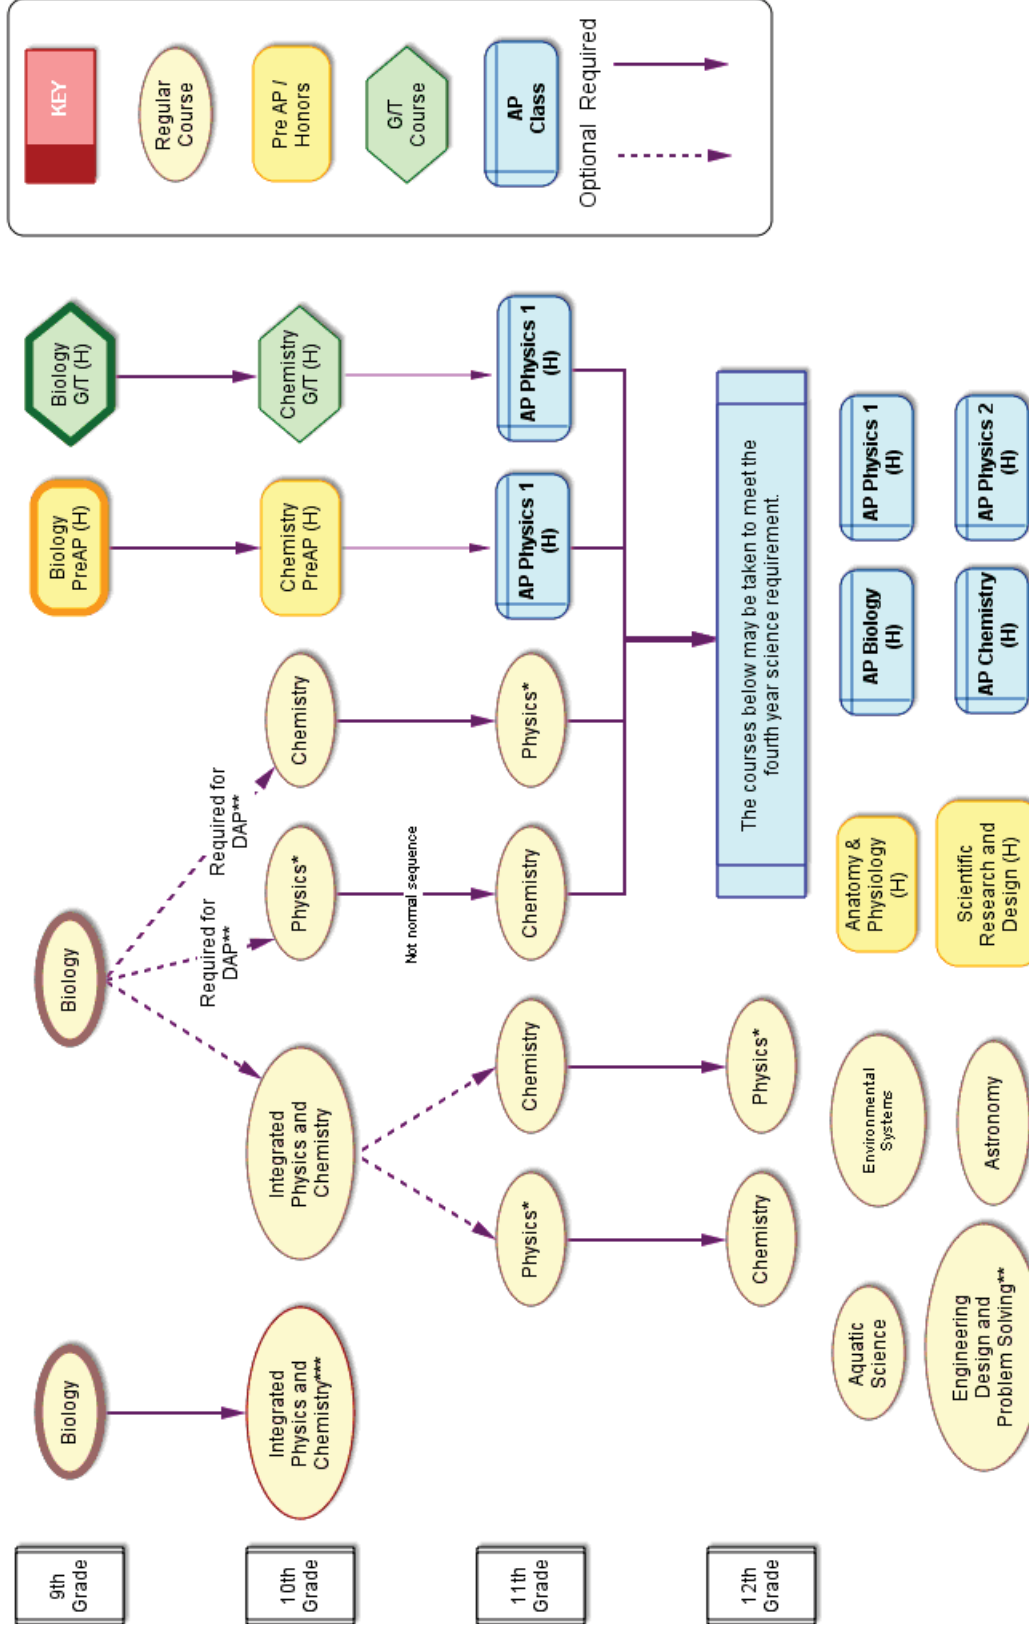 KEY
Regular
Course
Pre AP /
Honors
G/T
Course
AP
Class
Optional Required
9th
Grade
Biology
Biology
Biology
PreAP (H)
Biology
G/T (H)
Required for
DAP**
Required for
DAP**
10th
Grade
Integrated
Physics and
Chemistry***
Integrated
Physics and
Chemistry
Physics*
Chemistry
Chemistry
PreAP (H)
Chemistry
G/T (H)
Not normal sequence
11th
Grade
Physics*
Chemistry
Chemistry
Physics*
AP Physics 1
(H)
AP Physics 1
(H)
12th
Grade
Chemistry
Physics*
The courses below may be taken to meet the
fourth year science requirement.
Aquatic
Science
Environmental
Systems
Anatomy &
Physiology
(H)
AP Biology
(H)
AP Physics 1
(H)
Engineering
Design and
Problem Solving**
Astronomy
Scientific
Research and
Design (H)
AP Chemistry
(H)
AP Physics 2
(H)